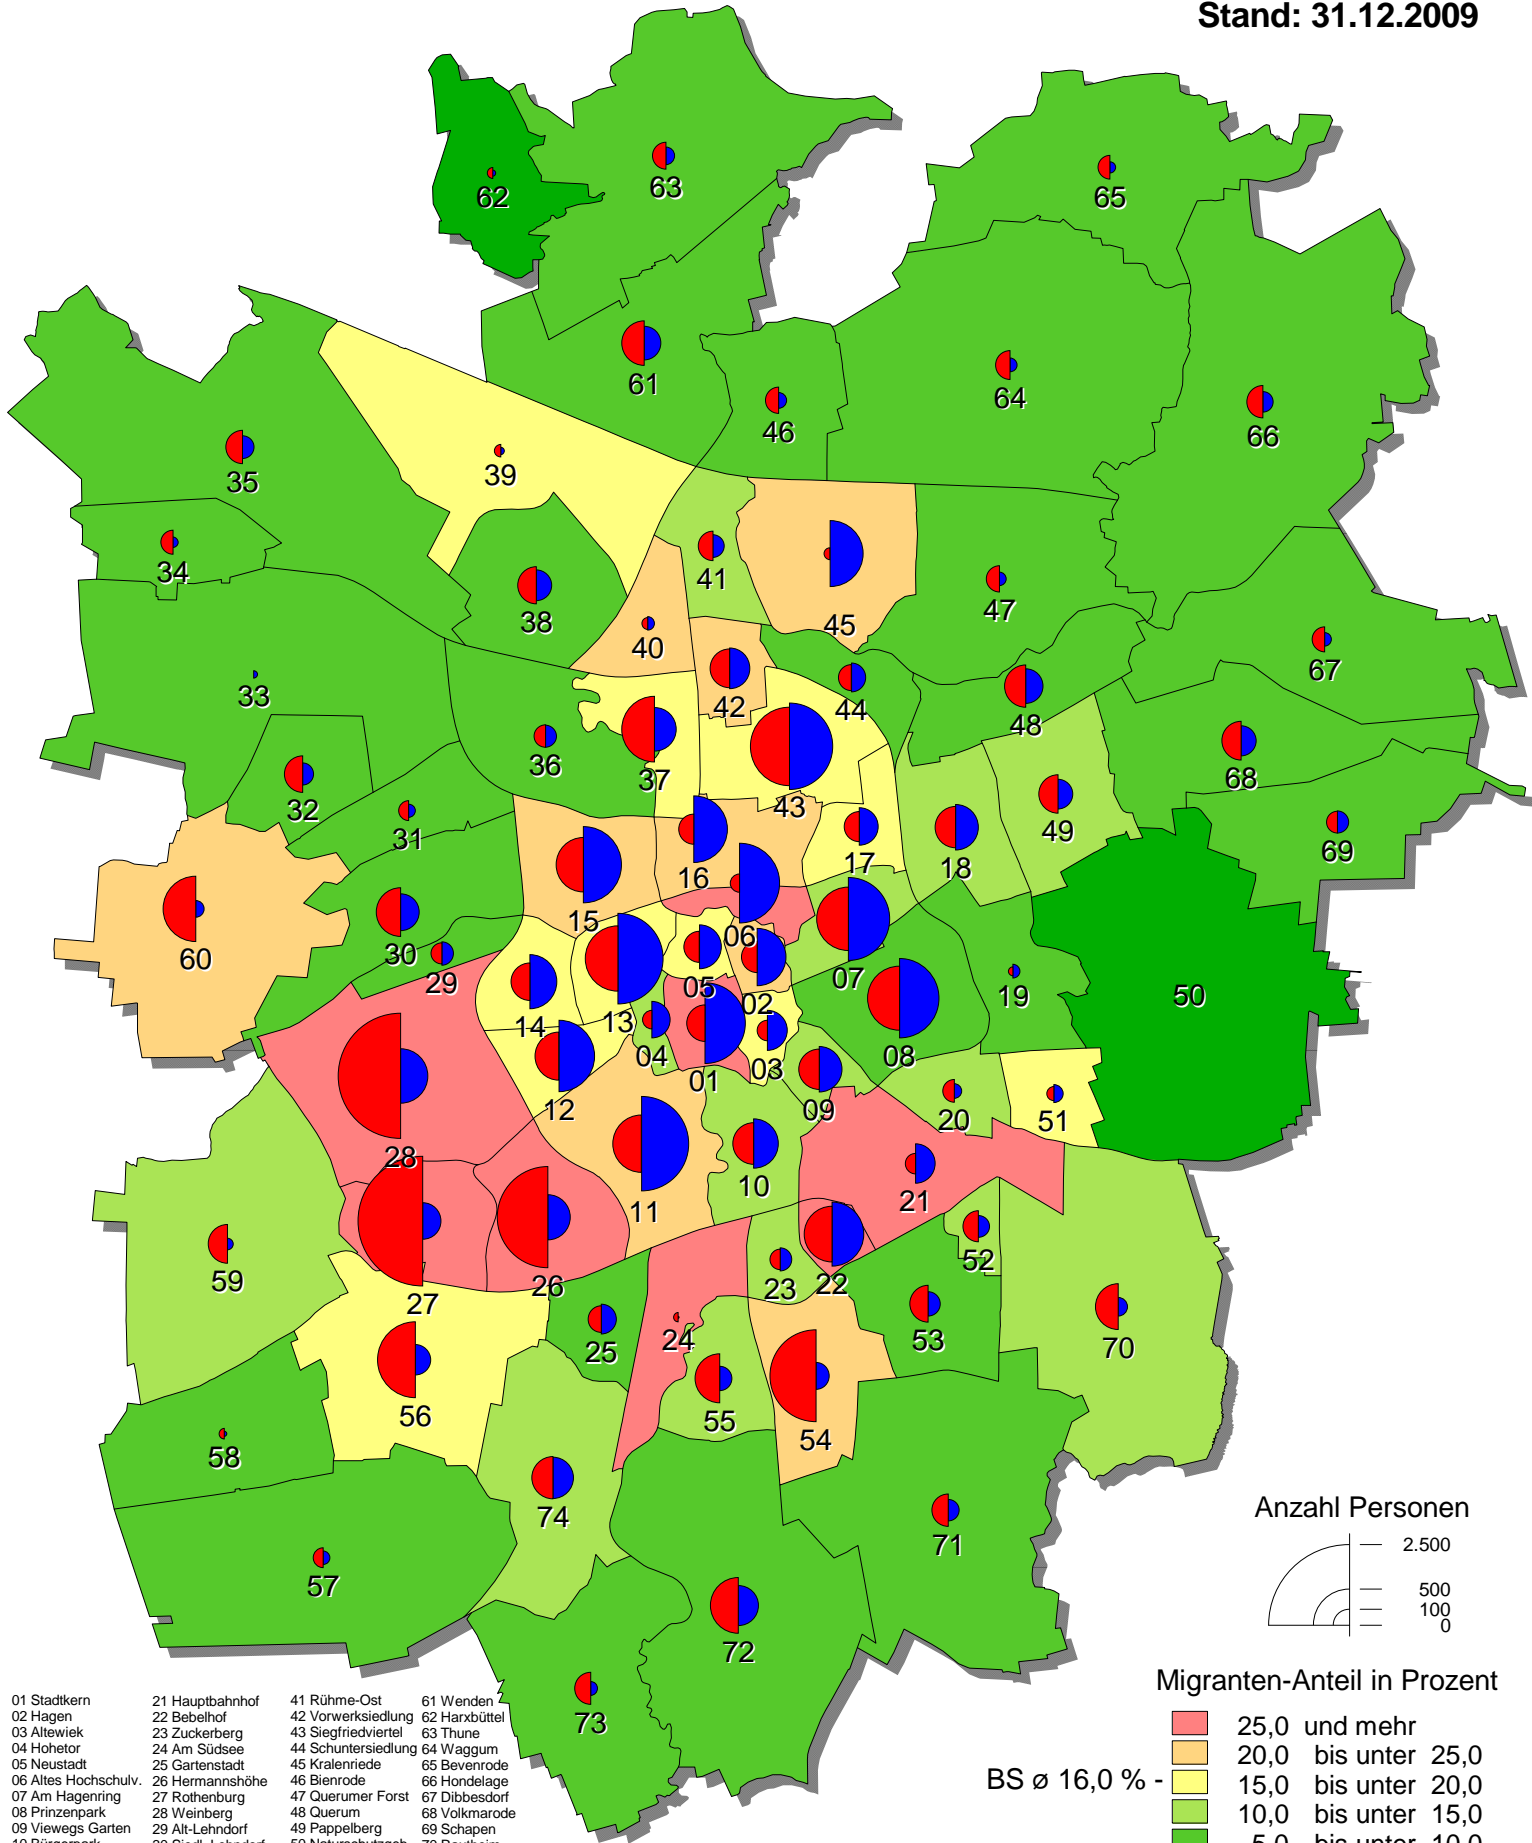 Stand: 31.12.2009
62
63
65
61
46
64
66
35
39
34
41
38
45
47
40
67
33
42
44
48
36
37
43
68
32
31
49
69
16
17
18
15
60
30
29
06
07
05
02
19
50
14
13
04
01
03
08
12
09
20
51
28
10
21
11
59
27
26
23
22
52
25
24
53
70
56
55
54
58
74
71
57
72
73
Anzahl Personen
2.500
500
100
0
Migranten-Anteil in Prozent
25,0 und mehr
20,0 bis unter 25,0
BS ø 16,0 % - 15,0 bis unter 20,0
10,0 bis unter 15,0
5,0 bis unter 10,0
01 Stadtkern
02 Hagen
03 Altewiek
04 Hohetor
05 Neustadt
06 Altes Hochschulv.
07 Am Hagenring
08 Prinzenpark
09 Viewegs Garten
10 Bürgerpark
21 Hauptbahnhof
22 Bebelhof
23 Zuckerberg
24 Am Südsee
25 Gartenstadt
26 Hermannshöhe
27 Rothenburg
28 Weinberg
29 Alt-Lehndorf
41 Rühme-Ost
42 Vorwerksiedlung
43 Siegfriedviertel
44 Schuntersiedlung
45 Kralenriede
46 Bienrode
47 Querumer Forst
48 Querum
49 Pappelberg
61 Wenden
62 Harxbüttel
63 Thune
64 Waggum
65 Bevenrode
66 Hondelage
67 Dibbesdorf
68 Volkmarode
69 Schapen